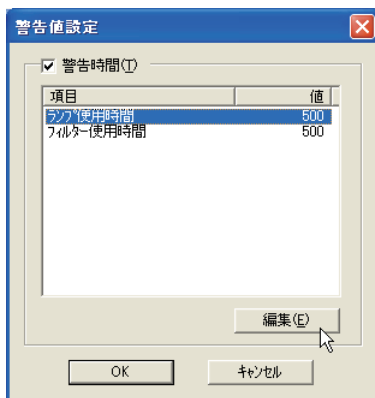 警告値設定
警告時間(T)
項目 値
ﾗﾝﾌﾟ使用時間 500
ﾌｨﾙﾀｰ使用時間 500
編集(E)
OK ｷｬﾝｾﾙ